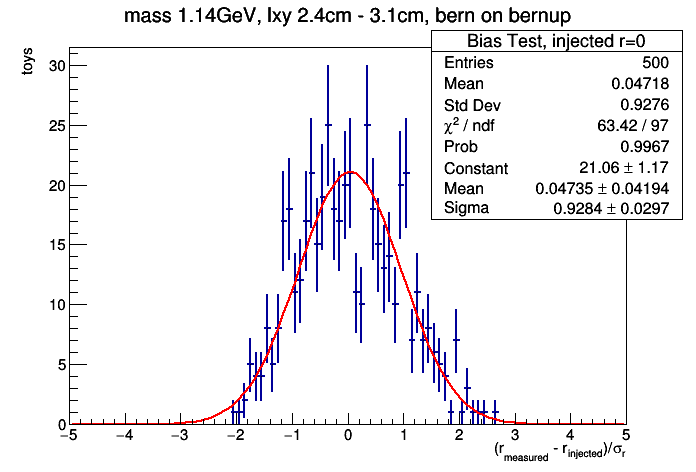 mass 1.14GeV, lxy 2.4cm - 3.1cm, bern on bernup
toys
Bias Test, injected r=0
Entries 500
Mean 0.04718
Std Dev 0.9276
χ² / ndf 63.42 / 97
Prob 0.9967
Constant 21.06 ± 1.17
Mean 0.04735 ± 0.04194
Sigma 0.9284 ± 0.0297
30
25
20
15
10
5
0
−5 −4 −3 −2 −1 0 1 2 3 4 5
(r_measured - r_injected)/σ_r